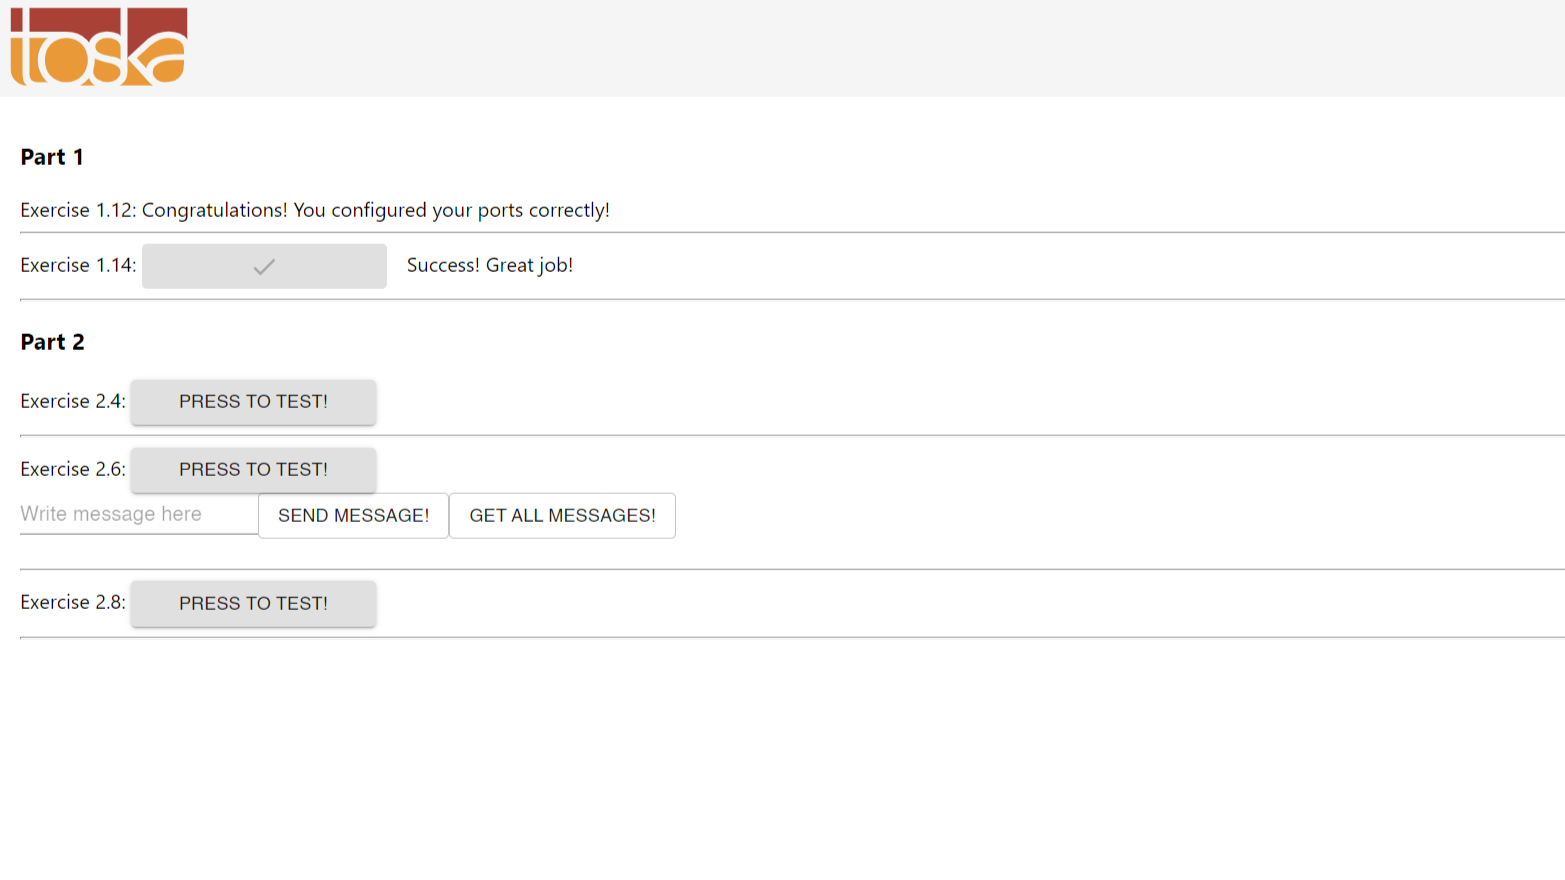 toska
Part 1
Exercise 1.12: Congratulations! You configured your ports correctly!
Exercise 1.14: Success! Great job!
Part 2
Exercise 2.4: PRESS TO TEST!
Exercise 2.6: PRESS TO TEST!
Write message here SEND MESSAGE! GET ALL MESSAGES!
Exercise 2.8: PRESS TO TEST!